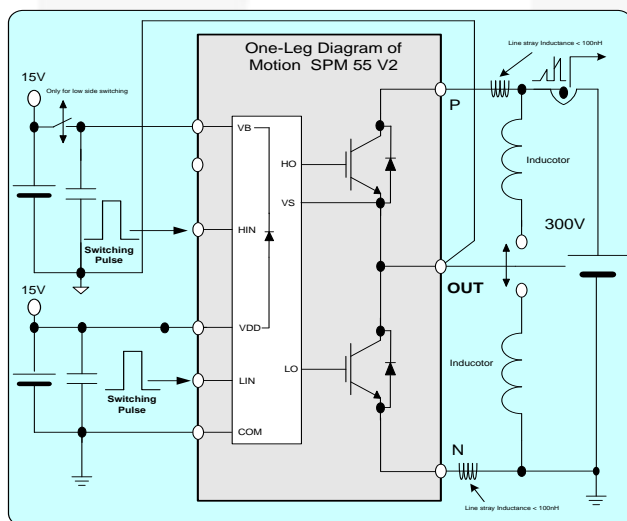 One-Leg Diagram of
Motion SPM 55 V2
Line stray Inductance < 100nH
15V
Only for low side switching
P
VB
HO
Inducotor
VS
HIN
Switching
Pulse
300V
15V
OUT
VDD
Inducotor
LIN
LO
Switching
Pulse
COM
N
Line stray Inductance < 100nH